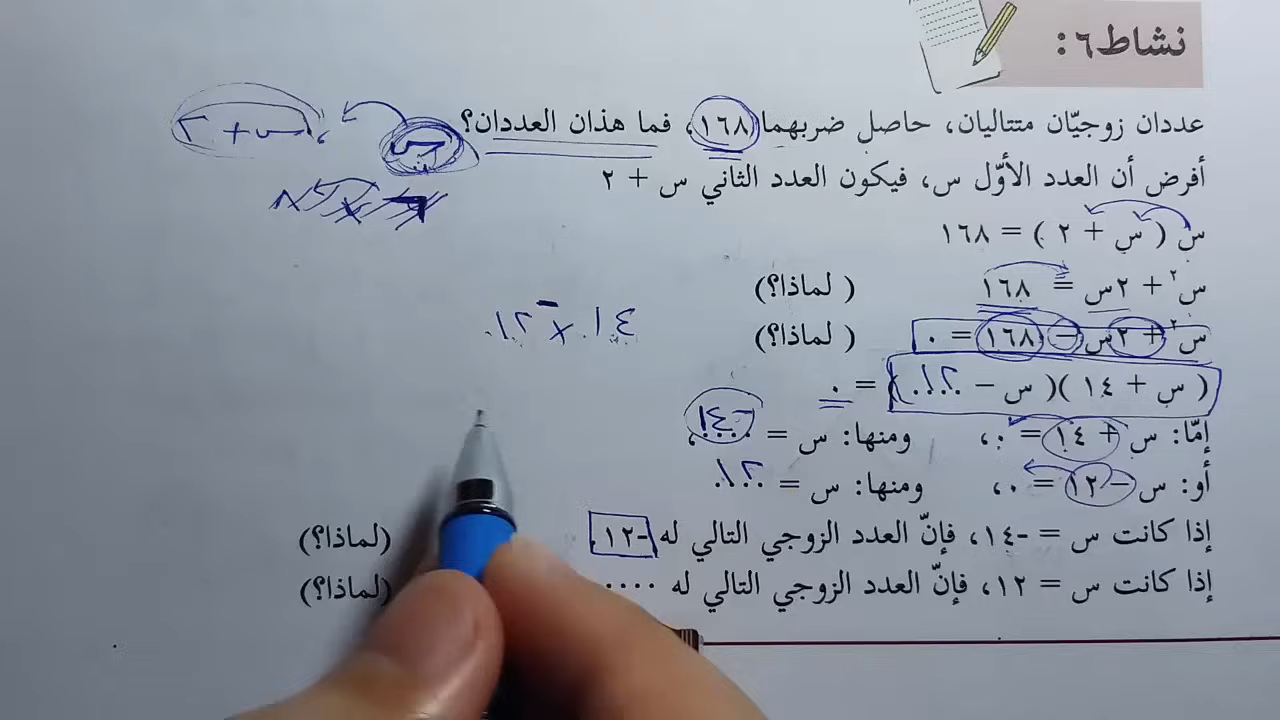 نشاط٦:
عددان زوجيّان متتاليان، حاصل ضربهما ١٦٨، فما هذان العددان؟ س ، س + ٢
أفرض أن العدد الأوّل س، فيكون العدد الثاني س + ٢
س ( س + ٢ ) = ١٦٨
س٢ + ٢س = ١٦٨ ( لماذا؟)
س٢ + ٢س − ١٦٨ = ٠ ( لماذا؟)
١٤ × −١٢
( س + ١٤ )( س − ١٢ ) = ٠
إمّا: س + ١٤ = ٠، ومنها: س = −١٤،
أو: س − ١٢ = ٠، ومنها: س = ١٢
إذا كانت س = -١٤، فإنّ العدد الزوجي التالي له -١٢. (لماذا؟)
إذا كانت س = ١٢، فإنّ العدد الزوجي التالي له ..... (لماذا؟)